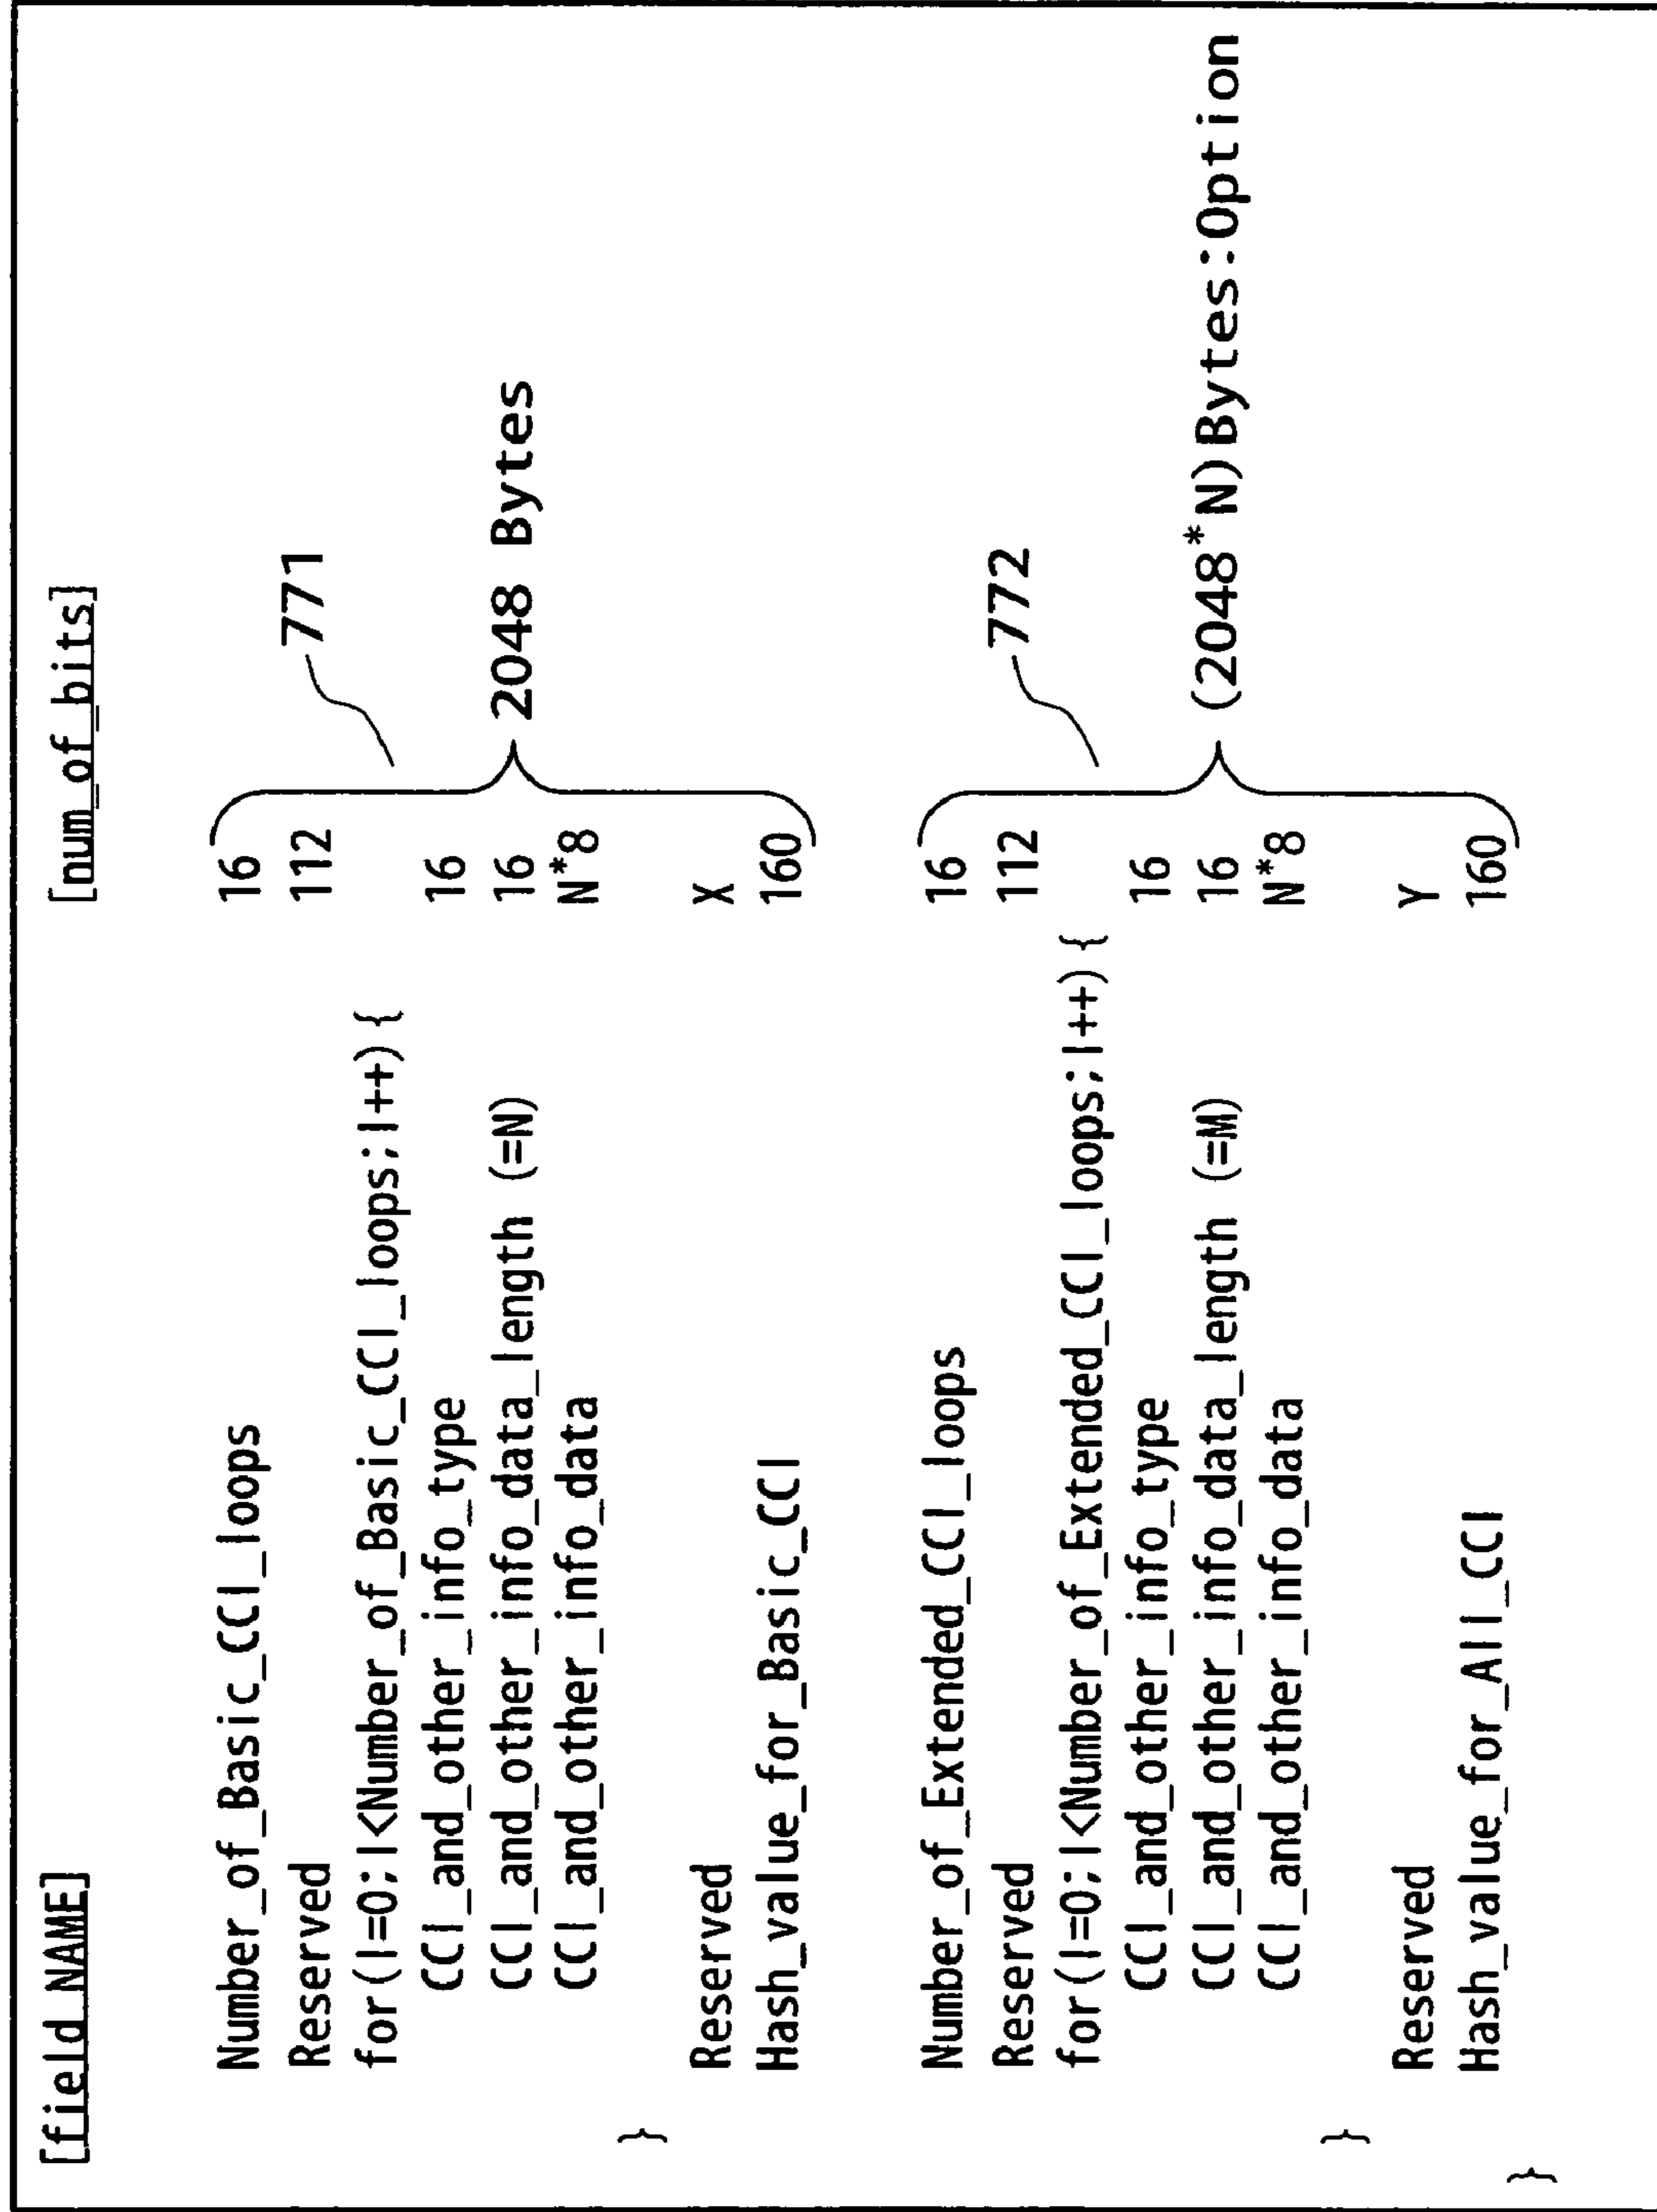 [field NAME] [num_of_bits]
Number_of_Basic_CCI_loops 16
Reserved 112 771
for(I=0;I<Number_of_Basic_CCI_loops;I++){
CCI_and_other_info_type 16
CCI_and_other_info_data_length (=N) 16 2048 Bytes
CCI_and_other_info_data N*8
}
Reserved X
Hash_value_for_Basic_CCI 160
Number_of_Extended_CCI_loops 16
Reserved 112 772
for(I=0;I<Number_of_Extended_CCI_loops;I++){
CCI_and_other_info_type 16
CCI_and_other_info_data_length (=M) 16 (2048*N)Bytes:Option
CCI_and_other_info_data N*8
}
Reserved Y
Hash_value_for_All_CCI 160
}